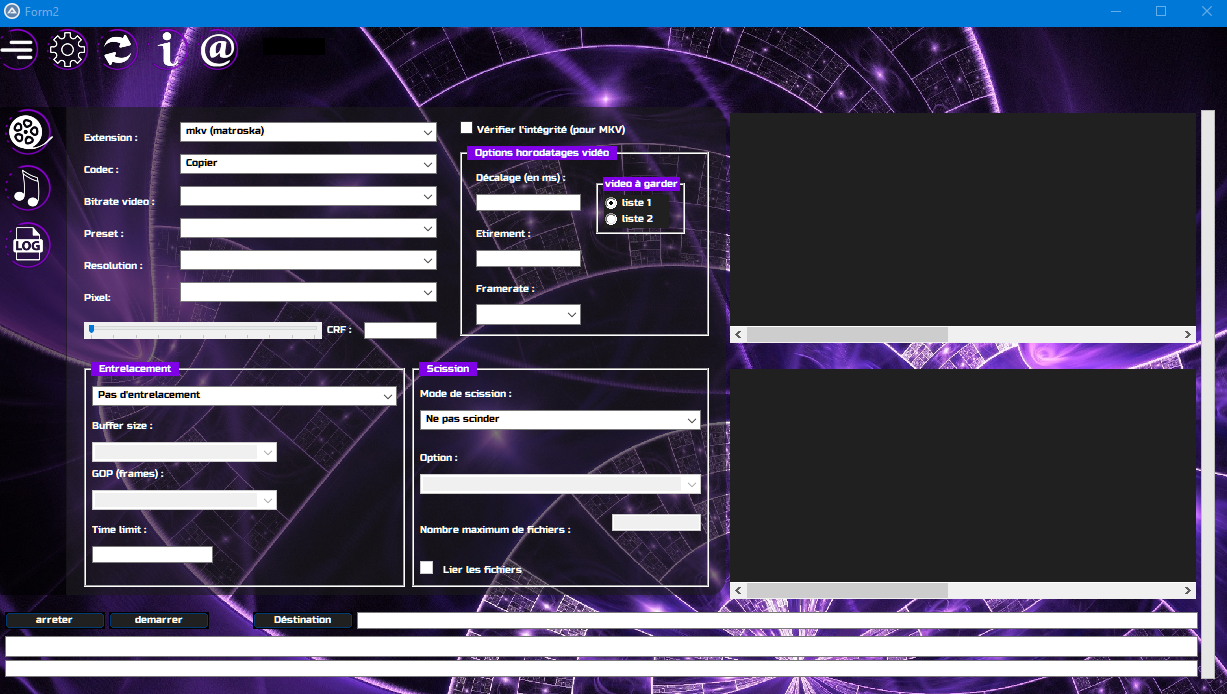 Form2
i
@
Extension :
mkv (matroska)
Codec :
Copier
Bitrate video :
Preset :
Resolution :
Pixel:
CRF :
Vérifier l'intégrité (pour MKV)
Options horodatages vidéo
Décalage (en ms) :
video à garder
liste 1
liste 2
Etirement :
Framerate :
LOG
Entrelacement
Pas d'entrelacement
Buffer size :
GOP (frames) :
Time limit :
Scission
Mode de scission :
Ne pas scinder
Option :
Nombre maximum de fichiers :
Lier les fichiers
arreter
demarrer
Déstination